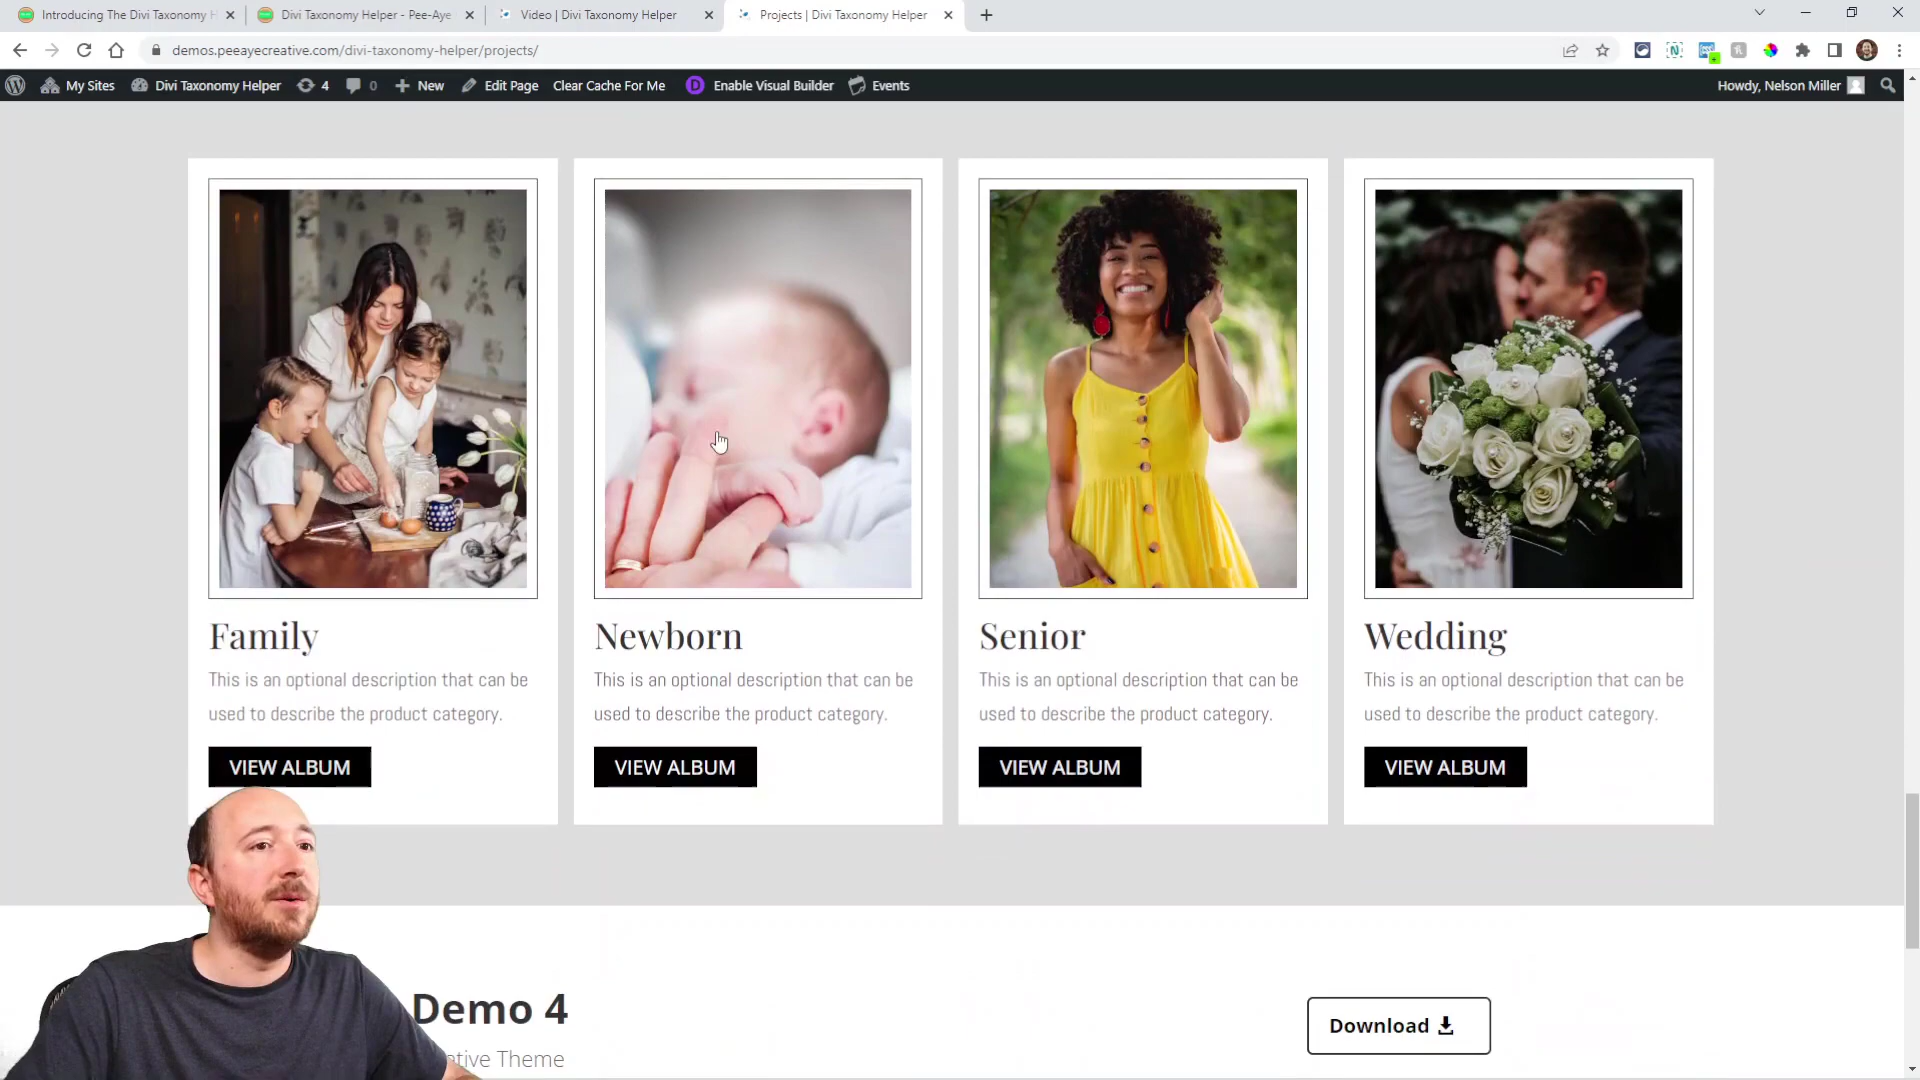 Introducing The Divi Taxonomy H
Divi Taxonomy Helper - Pee-Aye
Video | Divi Taxonomy Helper
Projects | Divi Taxonomy Helper
demos.peeayecreative.com/divi-taxonomy-helper/projects/
My Sites
Divi Taxonomy Helper
4
0
New
Edit Page
Clear Cache For Me
D
Enable Visual Builder
Events
Howdy, Nelson Miller
Family
This is an optional description that can be
used to describe the product category.
VIEW ALBUM
Newborn
This is an optional description that can be
used to describe the product category.
VIEW ALBUM
Senior
This is an optional description that can be
used to describe the product category.
VIEW ALBUM
Wedding
This is an optional description that can be
used to describe the product category.
VIEW ALBUM
Demo 4
ative Theme
Download